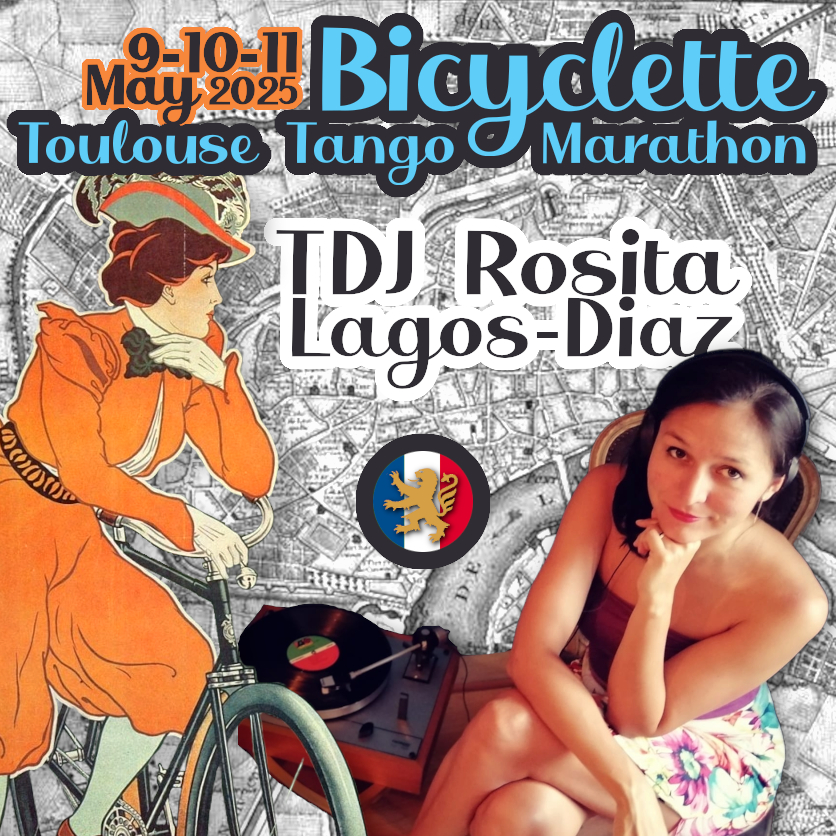 9-10-11
May 2025
Bicyclette
Toulouse Tango Marathon
TDJ Rosita
Lagos-Diaz